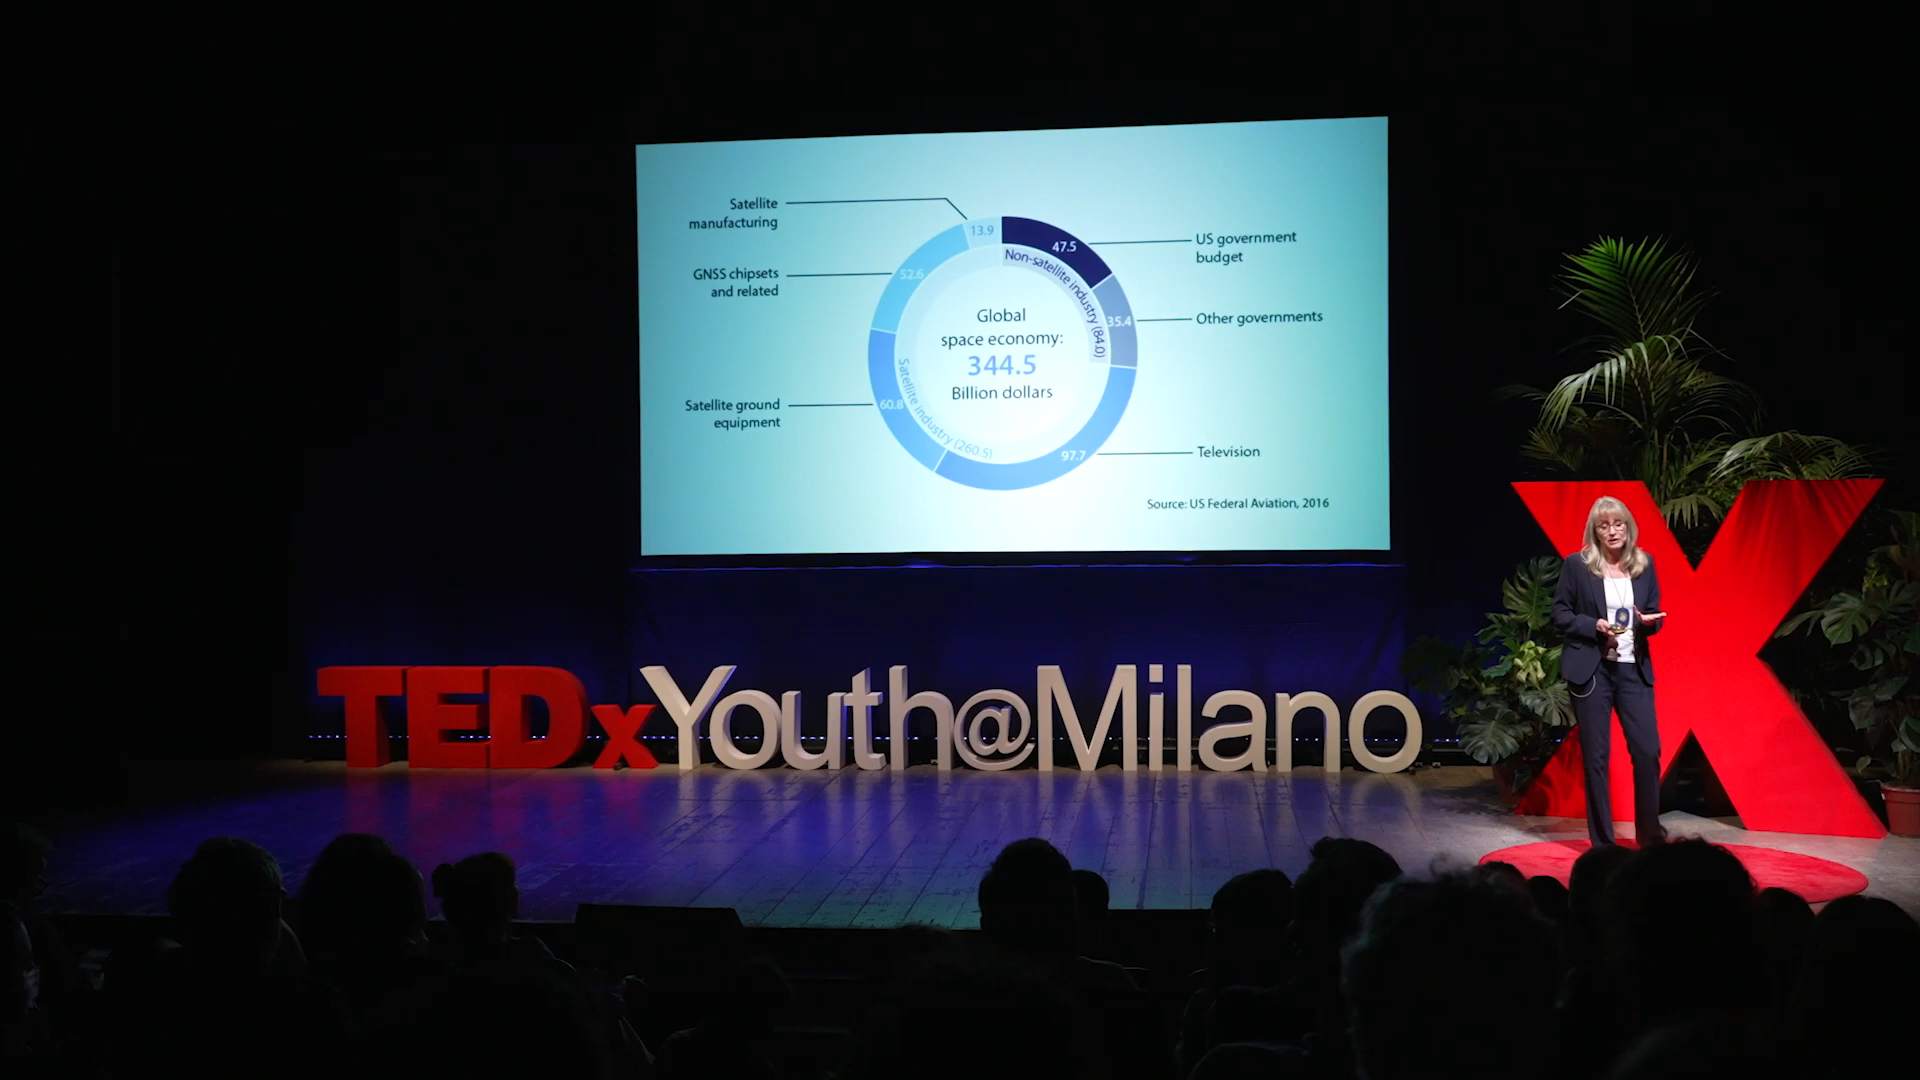 Satellite
manufacturing
13.9
GNSS chipsets
and related
52.6
Satellite ground
equipment
60.8
47.5
US government
budget
35.4
Other governments
97.7
Television
Non-satellite industry (84.0)
Satellite industry (260.5)
Global
space economy:
344.5
Billion dollars
Source: US Federal Aviation, 2016
TEDxYouth@Milano
X